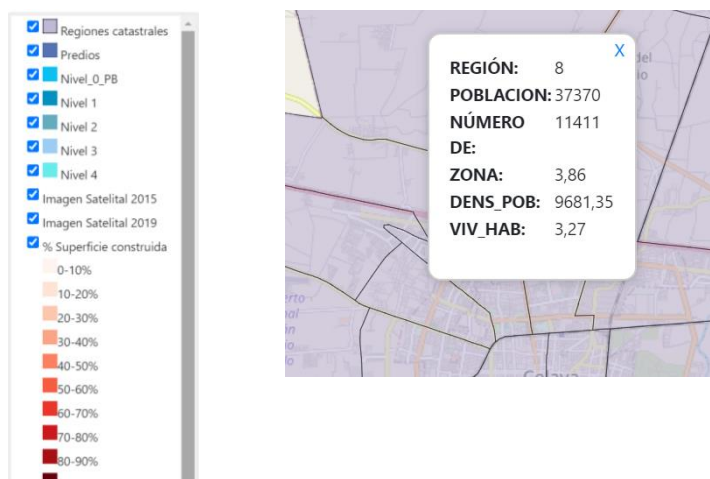 Regiones catastrales
Predios
Nivel_0_PB
Nivel 1
Nivel 2
Nivel 3
Nivel 4
Imagen Satelital 2015
Imagen Satelital 2019
% Superficie construida
0-10%
10-20%
20-30%
30-40%
40-50%
50-60%
60-70%
70-80%
80-90%
X
REGIÓN: 8
POBLACION: 37370
NÚMERO 11411
DE:
ZONA: 3,86
DENS_POB: 9681,35
VIV_HAB: 3,27
del